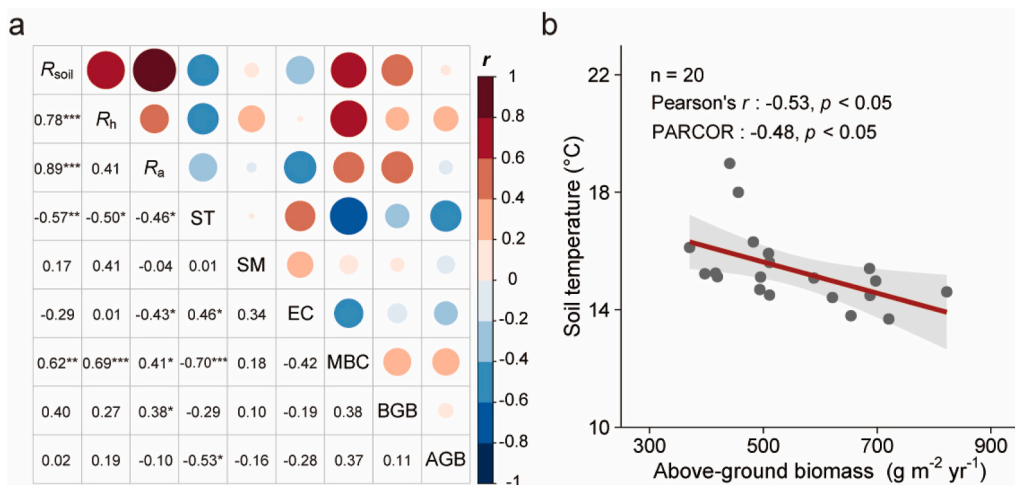 a
R_soil
0.78*** R_h
0.89*** 0.41 R_a
-0.57** -0.50* -0.46* ST
0.17 0.41 -0.04 0.01 SM
-0.29 0.01 -0.43* 0.46* 0.34 EC
0.62** 0.69*** 0.41* -0.70*** 0.18 -0.42 MBC
0.40 0.27 0.38* -0.29 0.10 -0.19 0.38 BGB
0.02 0.19 -0.10 -0.53* -0.16 -0.28 0.37 0.11 AGB
r
1
0.8
0.6
0.4
0.2
0
-0.2
-0.4
-0.6
-0.8
-1
b
n = 20
Pearson's r : -0.53, p < 0.05
PARCOR : -0.48, p < 0.05
Soil temperature (°C)
22
18
14
10
300 500 700 900
Above-ground biomass (g m⁻² yr⁻¹)